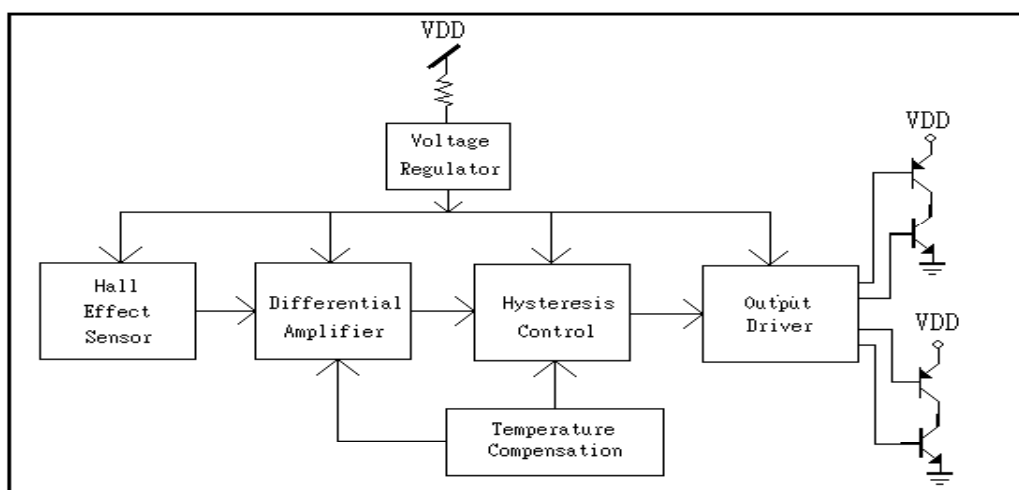 VDD
Voltage
Regulator
VDD
Hall
Effect
Sensor
Differential
Amplifier
Hysteresis
Control
Output
Driver
VDD
Temperature
Compensation